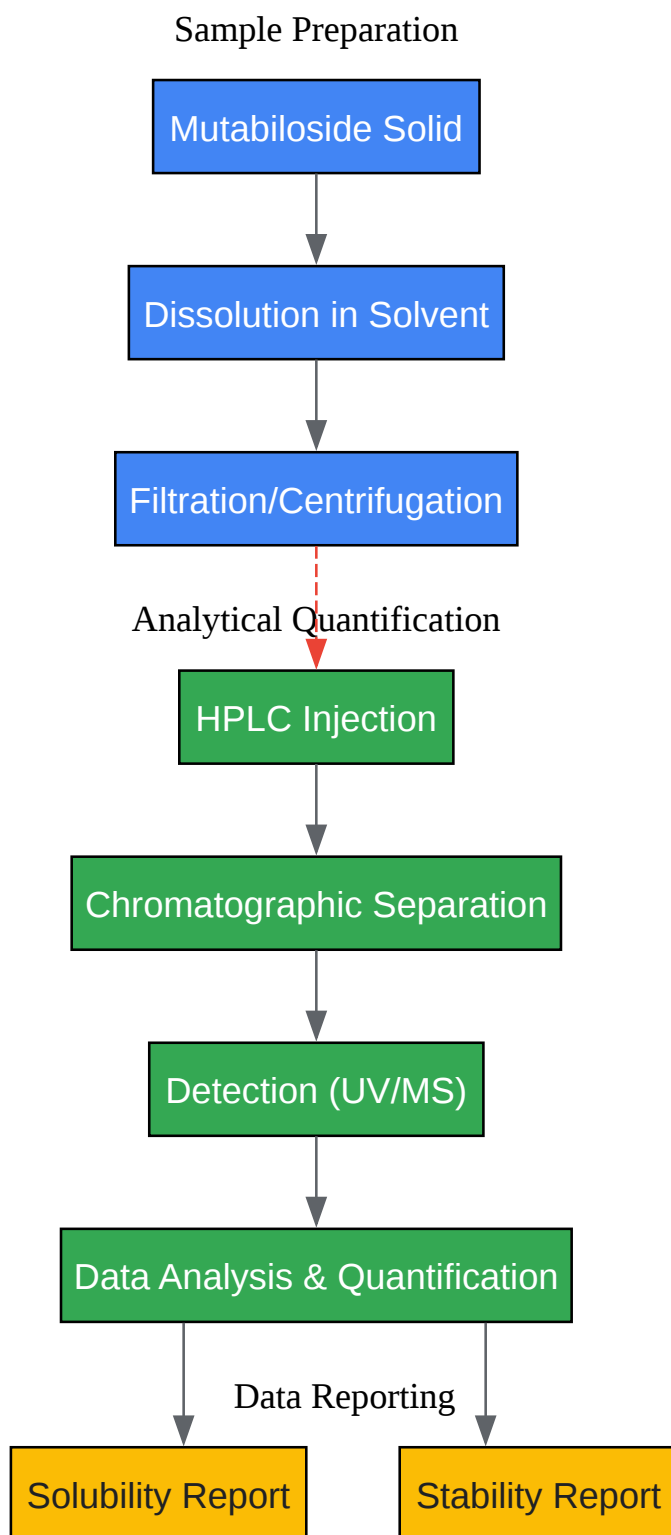 Sample Preparation
Mutabiloside Solid
Dissolution in Solvent
Filtration/Centrifugation
Analytical Quantification
HPLC Injection
Chromatographic Separation
Detection (UV/MS)
Data Analysis & Quantification
Data Reporting
Solubility Report
Stability Report